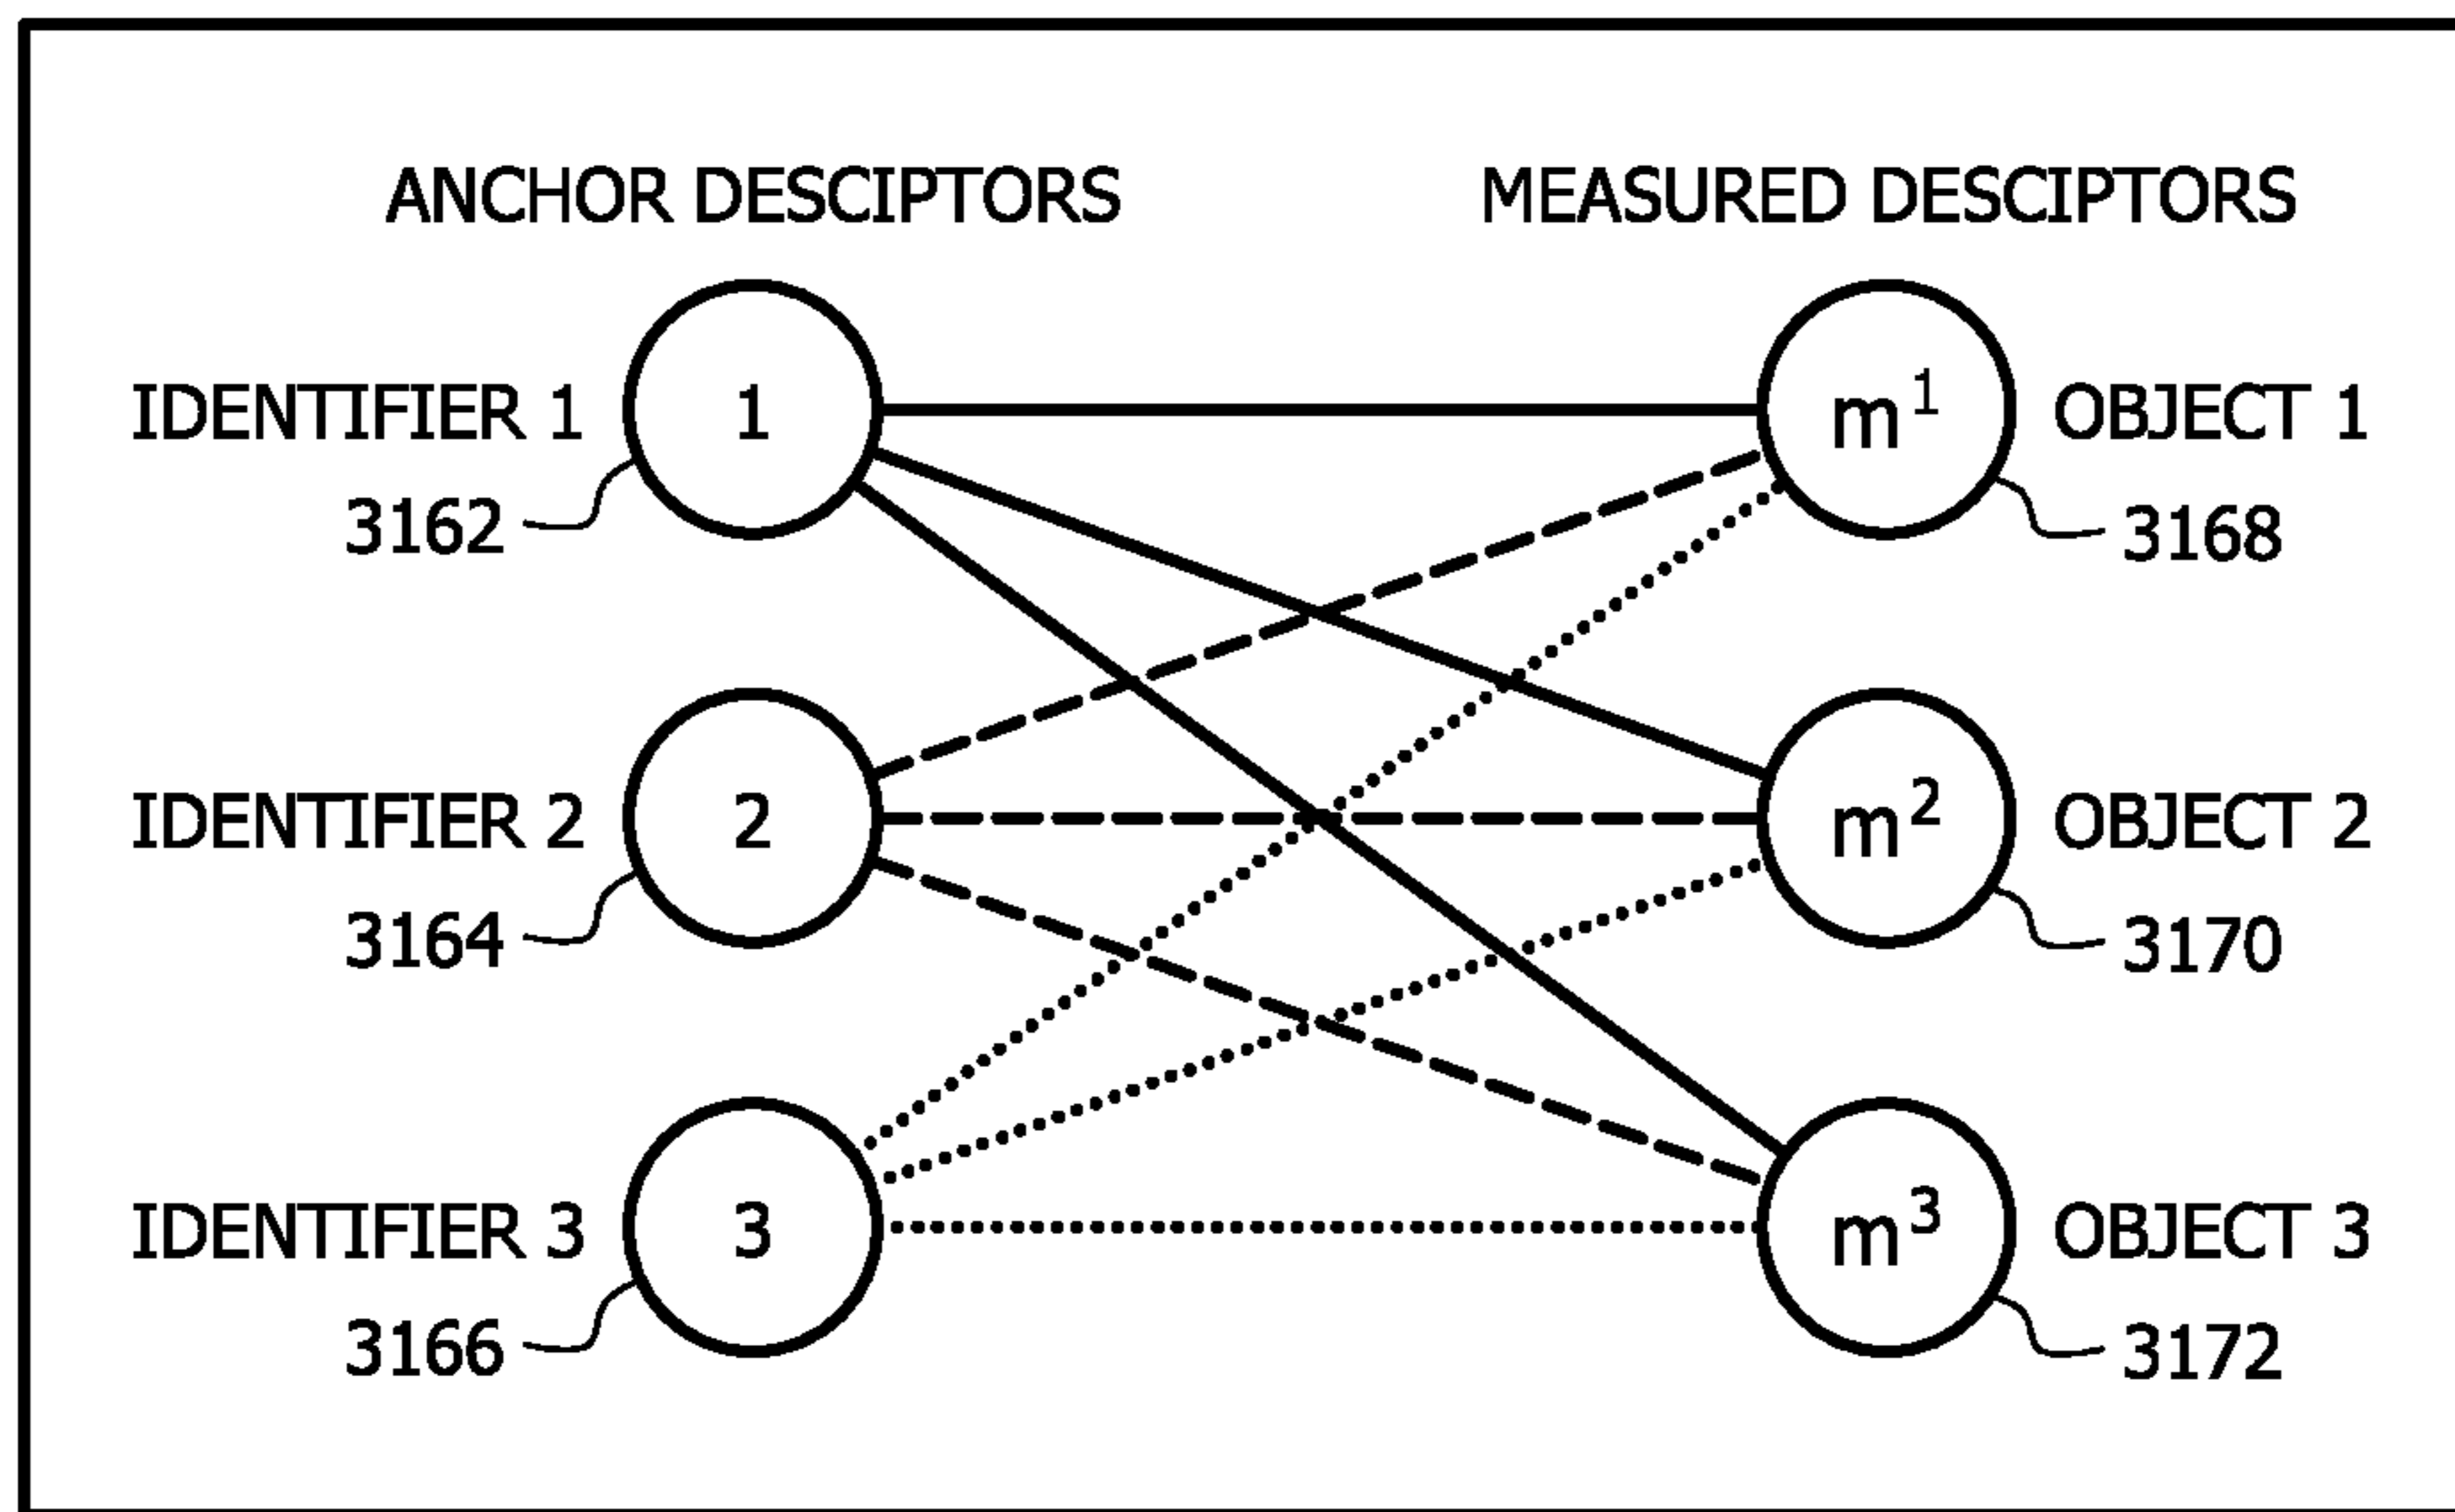 ANCHOR DESCIPTORS MEASURED DESCIPTORS
IDENTIFIER 1 1 m¹ OBJECT 1
3162 3168
IDENTIFIER 2 2 m² OBJECT 2
3164 3170
IDENTIFIER 3 3 m³ OBJECT 3
3166 3172